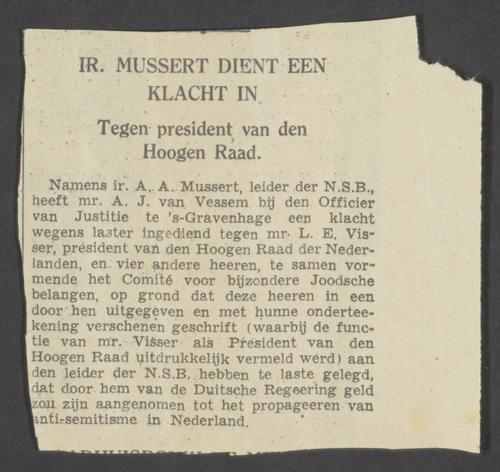 IR. MUSSERT DIENT EEN
KLACHT IN
Tegen president van den
Hoogen Raad.
Namens ir. A. A. Mussert, leider der N.S.B.,
heeft mr. A. J. van Vessem bij den Officier
van Justitie te 's-Gravenhage een klacht
wegens laster ingediend tegen mr. L. E. Vis-
ser, president van den Hoogen Raad der Neder-
landen, en vier andere heeren, te samen vor-
mende het Comité voor bijzondere Joodsche
belangen, op grond dat deze heeren in een
door hen uitgegeven en met hunne ondertee-
kening verschenen geschrift (waarbij de func-
tie van mr. Visser als President van den
Hoogen Raad uitdrukkelijk vermeld werd) aan
den leider der N.S.B. hebben te laste gelegd,
dat door hem van de Duitsche Regeering geld
zou zijn aangenomen tot het propageeren van
anti-semitisme in Nederland.